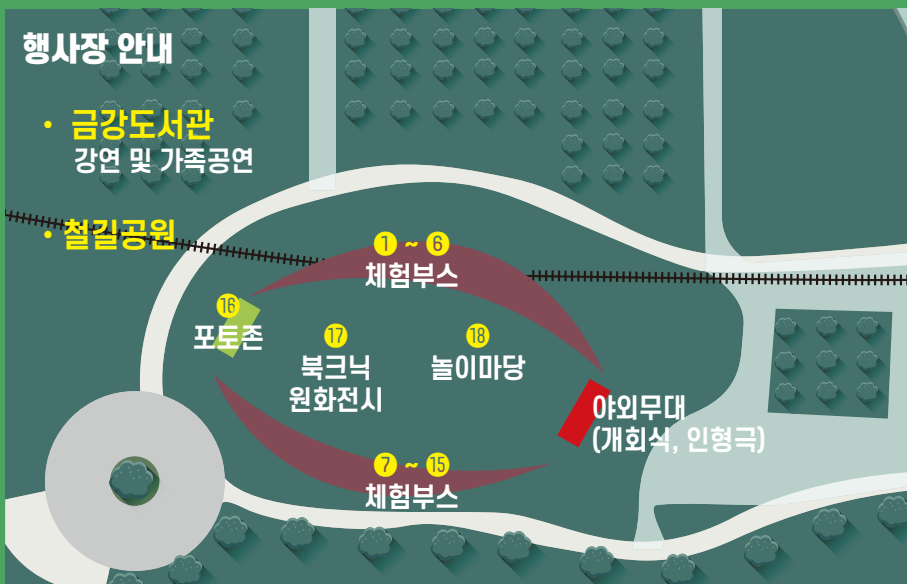 행사장 안내
· 금강도서관
강연 및 가족공연
· 철길공원
1 ~ 6
체험부스
16
포토존
17
북크닉
원화전시
18
놀이마당
야외무대
(개회식, 인형극)
7 ~ 15
체험부스